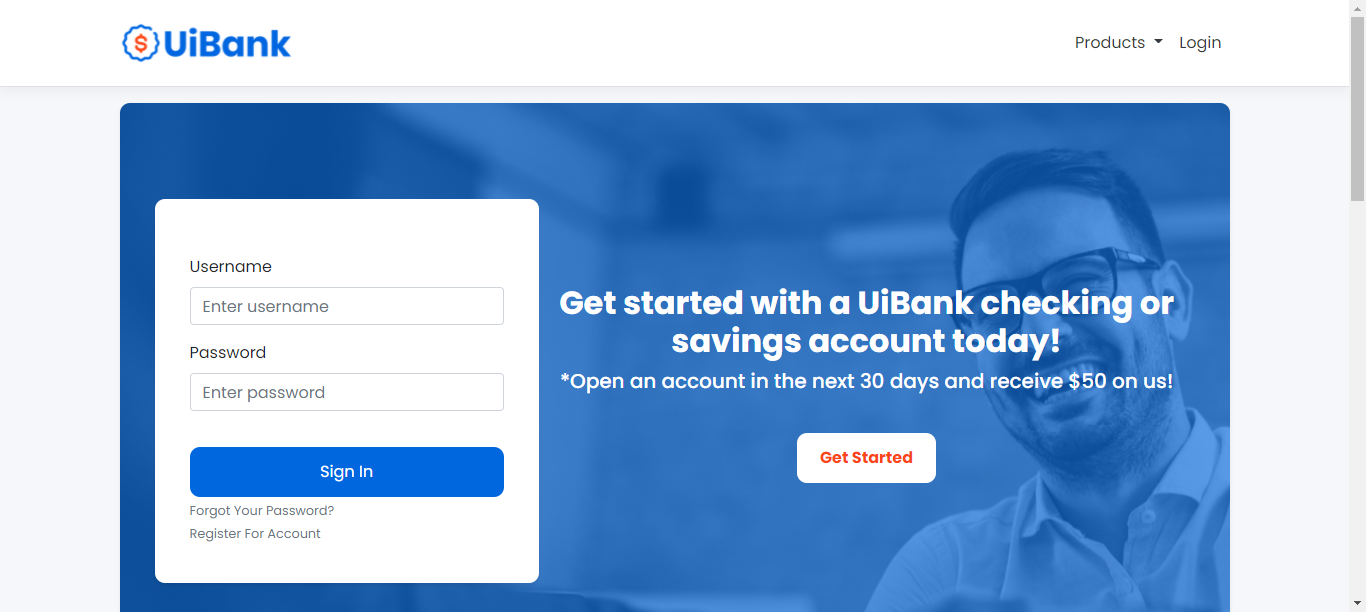 $ UiBank
Products Login
Username
Enter username
Password
Enter password
Sign In
Forgot Your Password?
Register For Account
Get started with a UiBank checking or
savings account today!
*Open an account in the next 30 days and receive $50 on us!
Get Started